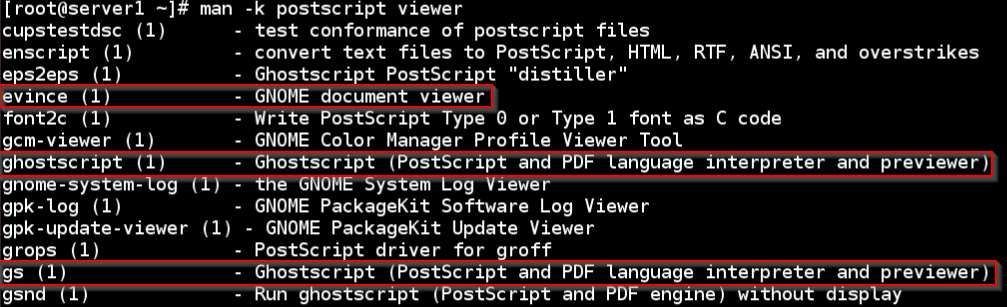 [root@server1 ~]# man -k postscript viewer
cupstestdsc (1)      - test conformance of postscript files
enscript (1)         - convert text files to PostScript, HTML, RTF, ANSI, and overstrikes
eps2eps (1)          - Ghostscript PostScript "distiller"
evince (1)           - GNOME document viewer
font2c (1)           - Write PostScript Type 0 or Type 1 font as C code
gcm-viewer (1)       - GNOME Color Manager Profile Viewer Tool
ghostscript (1)      - Ghostscript (PostScript and PDF language interpreter and previewer)
gnome-system-log (1) - the GNOME System Log Viewer
gpk-log (1)          - GNOME PackageKit Software Log Viewer
gpk-update-viewer (1) - GNOME PackageKit Update Viewer
grops (1)            - PostScript driver for groff
gs (1)               - Ghostscript (PostScript and PDF language interpreter and previewer)
gsnd (1)             - Run ghostscript (PostScript and PDF engine) without display